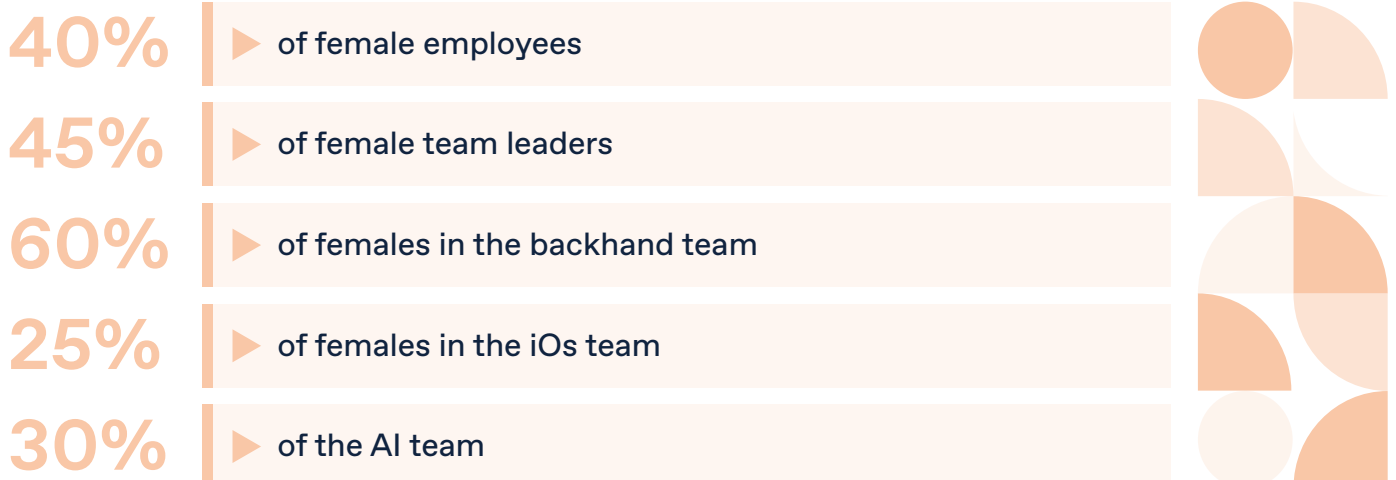 40% of female employees
45% of female team leaders
60% of females in the backhand team
25% of females in the iOs team
30% of the AI team